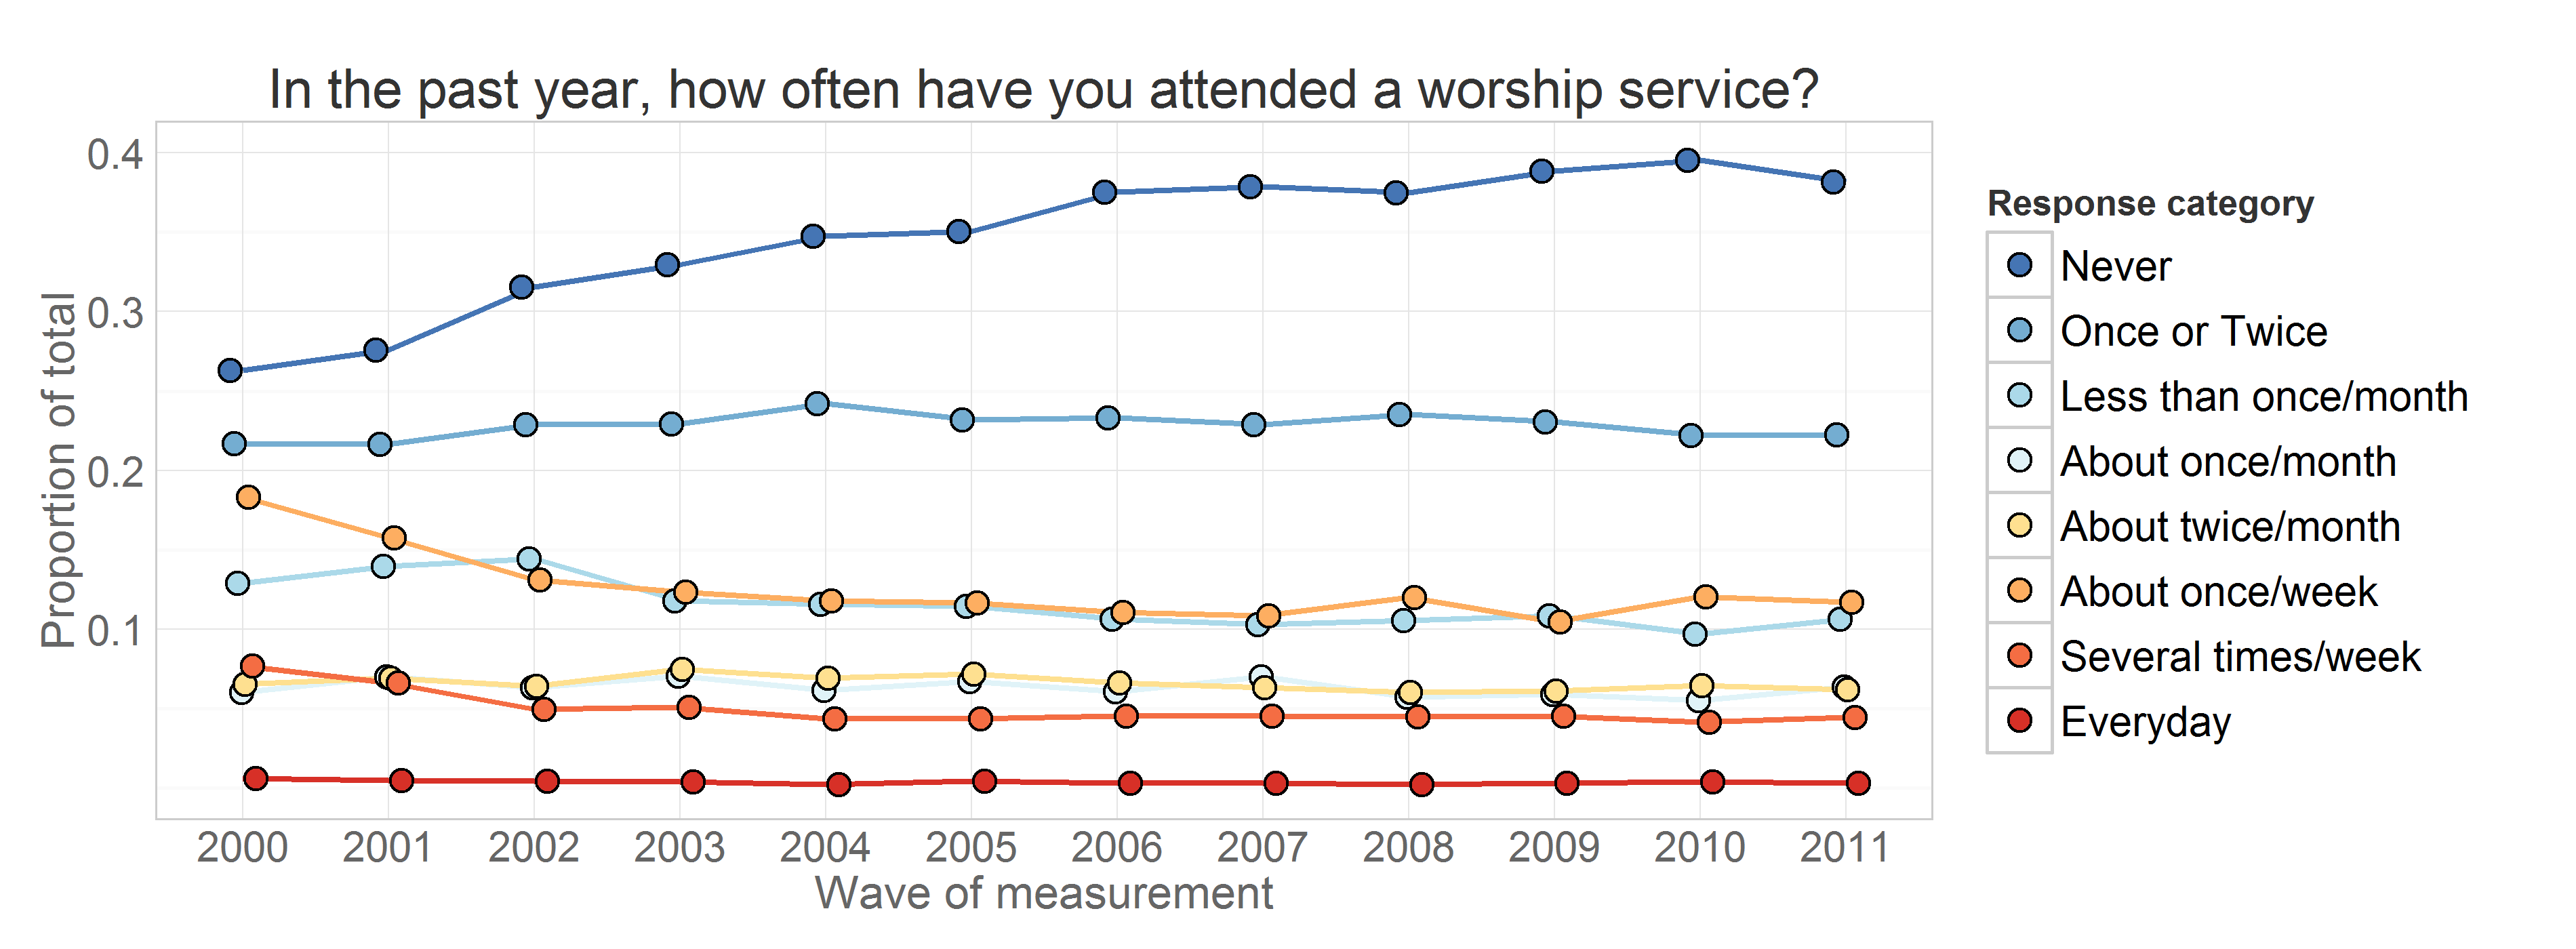 In the past year, how often have you attended a worship service?
Proportion of total
0.4
0.3
0.2
0.1
2000 2001 2002 2003 2004 2005 2006 2007 2008 2009 2010 2011
Wave of measurement
Response category
Never
Once or Twice
Less than once/month
About once/month
About twice/month
About once/week
Several times/week
Everyday